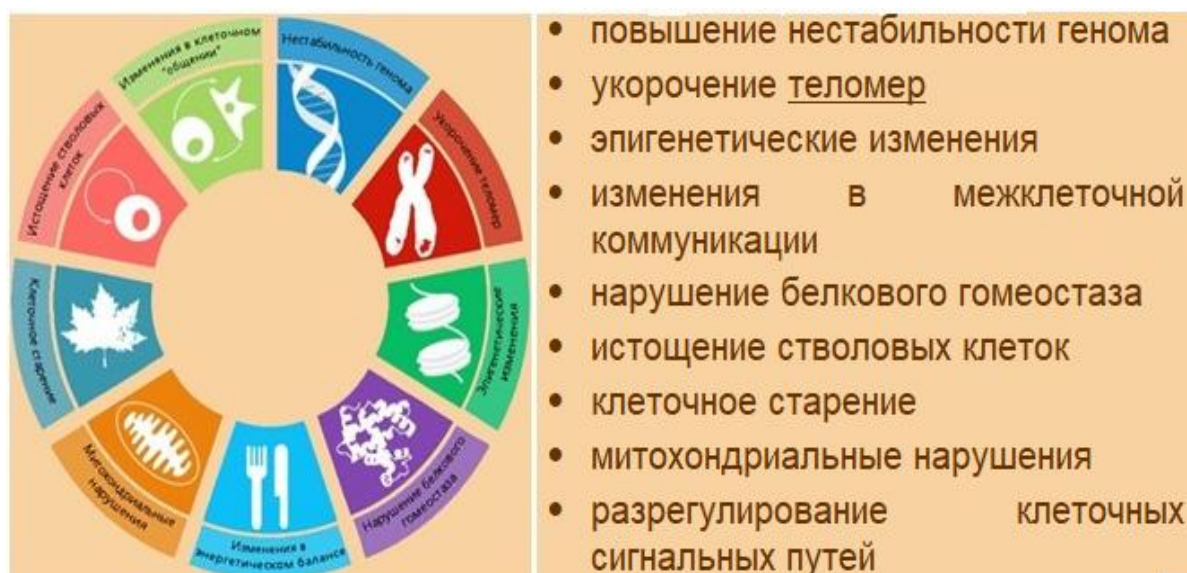 Изменения в клеточном
"общении"
Нестабильность генома
Укорочение теломер
Эпигенетические
изменения
Нарушение белкового
гомеостаза
Изменения в
энергетическом балансе
Митохондриальные
нарушения
Клеточное старение
Истощение стволовых
клеток
• повышение нестабильности генома
• укорочение теломер
• эпигенетические изменения
• изменения в межклеточной
коммуникации
• нарушение белкового гомеостаза
• истощение стволовых клеток
• клеточное старение
• митохондриальные нарушения
• разрегулирование клеточных
сигнальных путей